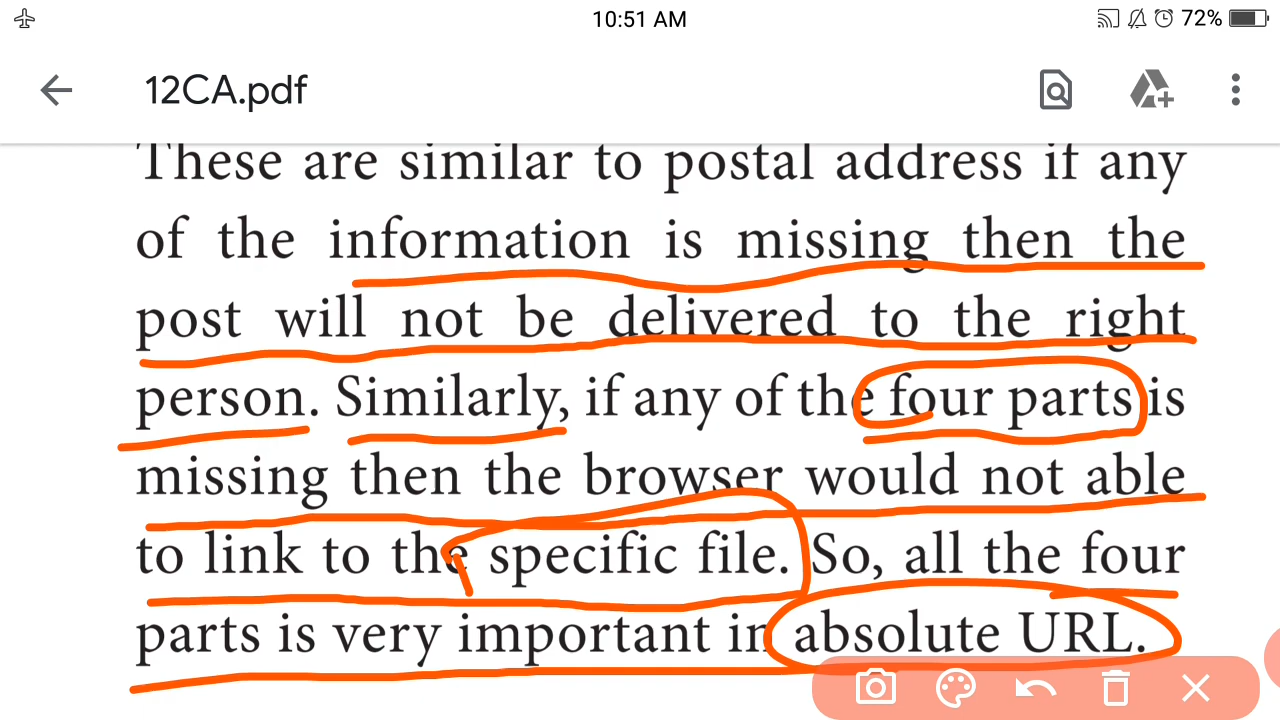 10:51 AM
72%
12CA.pdf
These are similar to postal address if any
of the information is missing then the
post will not be delivered to the right
person. Similarly, if any of the four parts is
missing then the browser would not able
to link to the specific file. So, all the four
parts is very important in absolute URL.